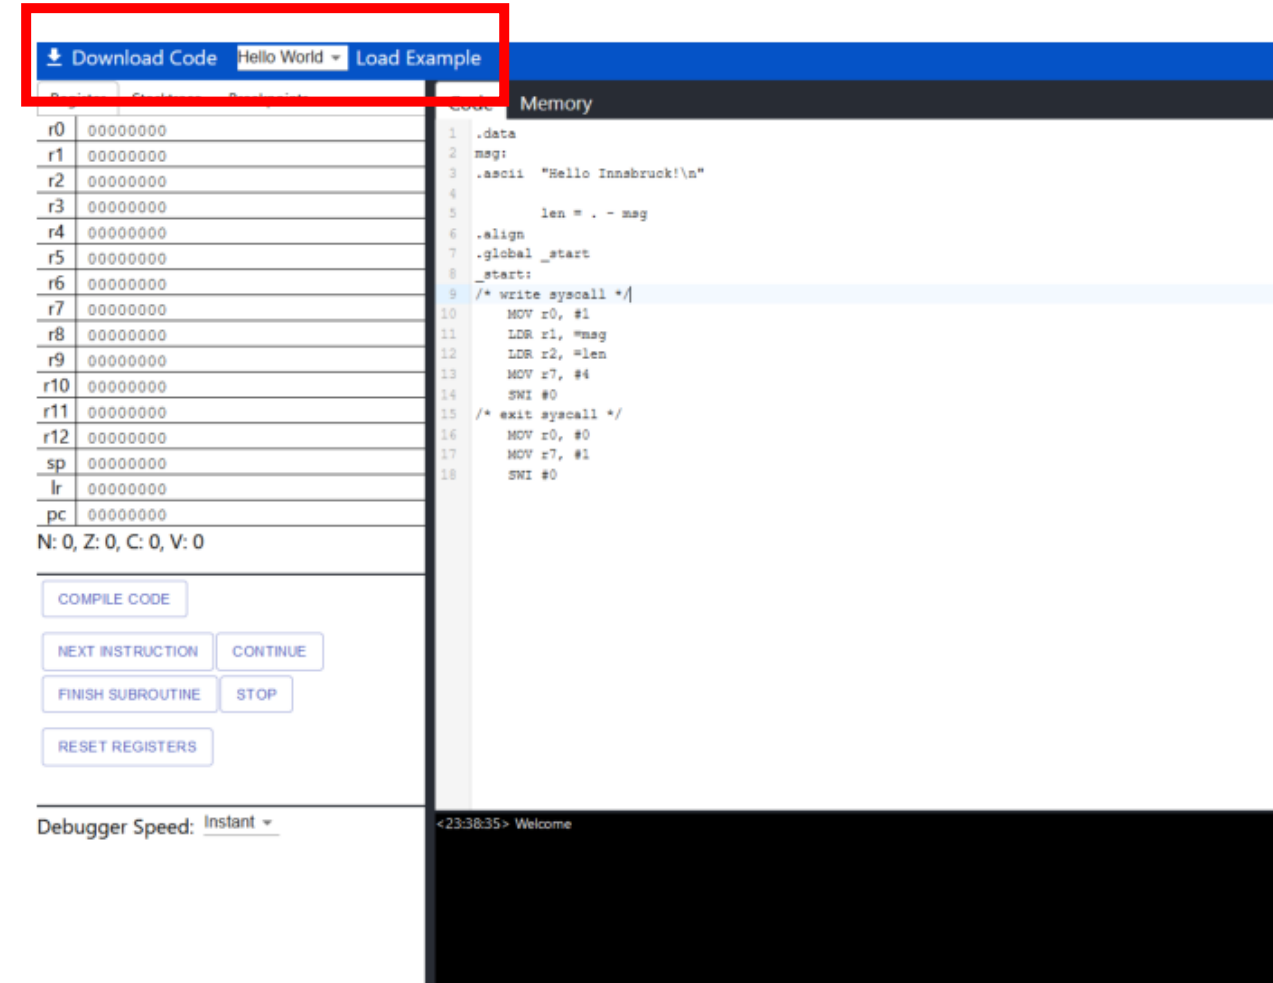 Download Code Hello World Load Example
Register Stacktrace Breakpoints
Code Memory
r0 00000000
r1 00000000
r2 00000000
r3 00000000
r4 00000000
r5 00000000
r6 00000000
r7 00000000
r8 00000000
r9 00000000
r10 00000000
r11 00000000
r12 00000000
sp 00000000
lr 00000000
pc 00000000
N: 0, Z: 0, C: 0, V: 0
COMPILE CODE
NEXT INSTRUCTION CONTINUE
FINISH SUBROUTINE STOP
RESET REGISTERS
Debugger Speed: Instant
1 .data
2 msg:
3 .ascii "Hello Innsbruck!\n"
4
5 len = . - msg
6 .align
7 .global _start
8 _start:
9 /* write syscall */
10 MOV r0, #1
11 LDR r1, =msg
12 LDR r2, =len
13 MOV r7, #4
14 SWI #0
15 /* exit syscall */
16 MOV r0, #0
17 MOV r7, #1
18 SWI #0
<23:38:35> Welcome